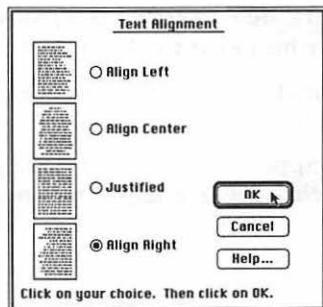 Text Alignment
Align Left
Align Center
Justified
Align Right
OK
Cancel
Help...
Click on your choice. Then click on OK.